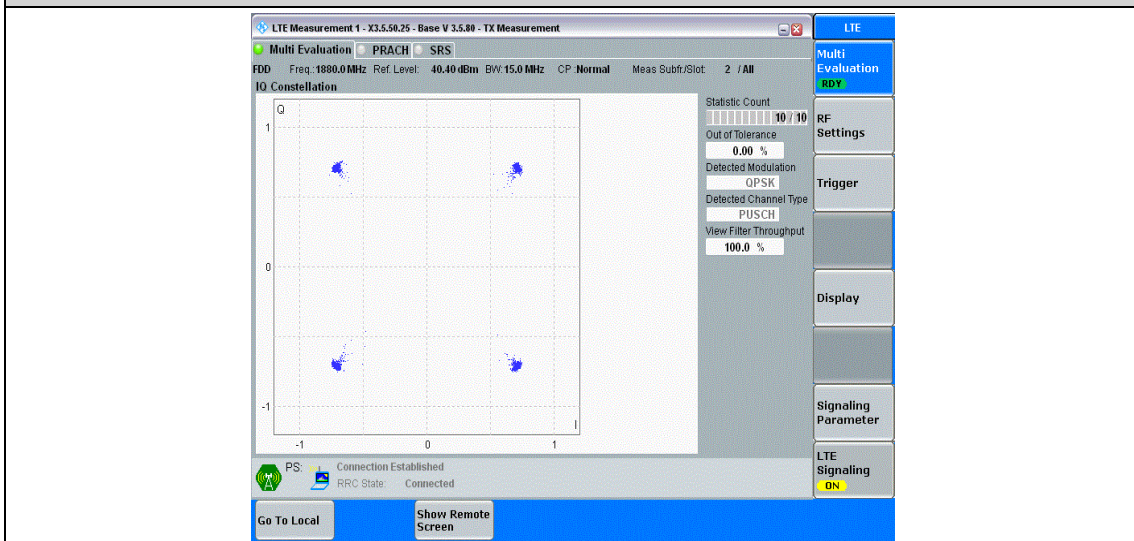 LTE Measurement 1 - X3.5.50.25 - Base V 3.5.80 - TX Measurement
LTE
Multi Evaluation PRACH SRS
Multi
Evaluation
RDY
FDD Freq.: 1880.0 MHz Ref. Level: 40.40 dBm BW: 15.0 MHz CP :Normal Meas Subfr./Slot: 2 / All
IQ Constellation
Q
1
0
-1
-1 0 1
I
Statistic Count
10 / 10
Out of Tolerance
0.00 %
Detected Modulation
QPSK
Detected Channel Type
PUSCH
View Filter Throughput
100.0 %
RF
Settings
Trigger
Display
Signaling
Parameter
LTE
Signaling
ON
PS: Connection Established
RRC State: Connected
Go To Local
Show Remote
Screen